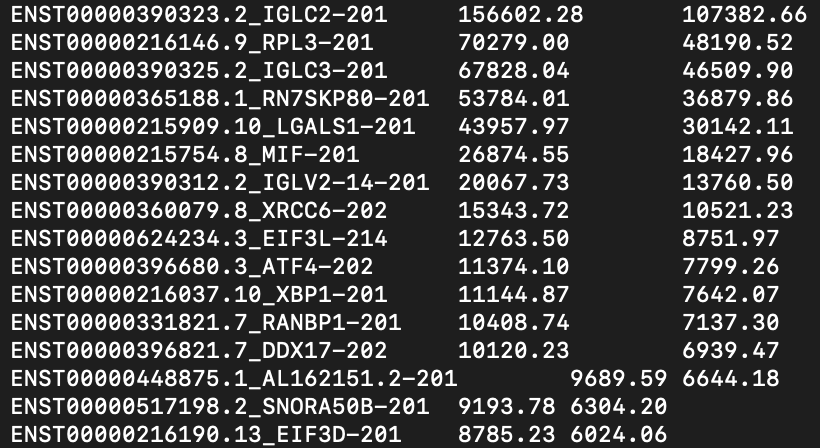 ENST00000390323.2_IGLC2-201 156602.28 107382.66
ENST00000216146.9_RPL3-201 70279.00 48190.52
ENST00000390325.2_IGLC3-201 67828.04 46509.90
ENST00000365188.1_RN7SKP80-201 53784.01 36879.86
ENST00000215909.10_LGALS1-201 43957.97 30142.11
ENST00000215754.8_MIF-201 26874.55 18427.96
ENST00000390312.2_IGLV2-14-201 20067.73 13760.50
ENST00000360079.8_XRCC6-202 15343.72 10521.23
ENST00000624234.3_EIF3L-214 12763.50 8751.97
ENST00000396680.3_ATF4-202 11374.10 7799.26
ENST00000216037.10_XBP1-201 11144.87 7642.07
ENST00000331821.7_RANBP1-201 10408.74 7137.30
ENST00000396821.7_DDX17-202 10120.23 6939.47
ENST00000448875.1_AL162151.2-201 9689.59 6644.18
ENST00000517198.2_SNORA50B-201 9193.78 6304.20
ENST00000216190.13_EIF3D-201 8785.23 6024.06